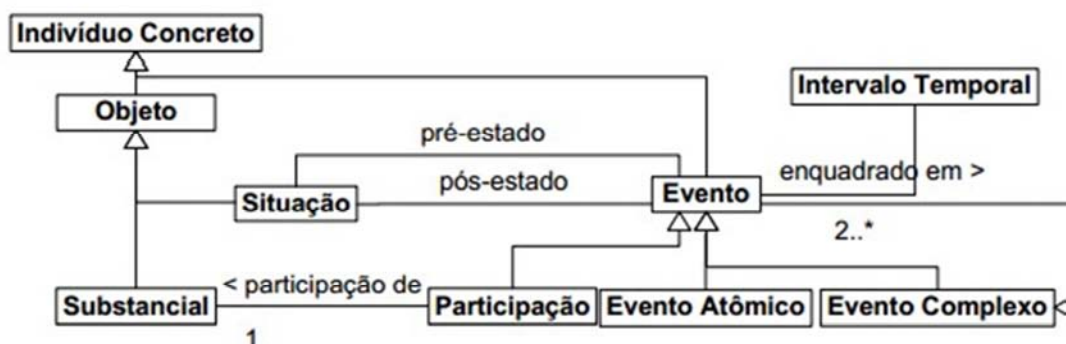 Indivíduo Concreto
Intervalo Temporal
Objeto
pré-estado
enquadrado em >
pós-estado
Situação
Evento
2..*
< participação de
Substancial
Participação
Evento Atômico
Evento Complexo
1